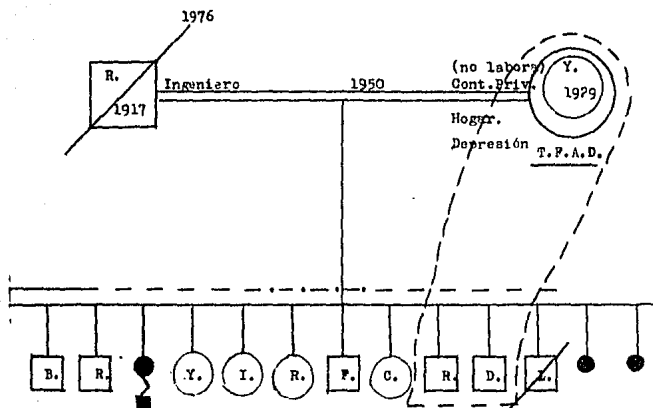 1976
R.
1917
Ingeniero
1950
(no labora)
Cont.Priv.
Hogar.
Depresión
Y.
1929
T.F.A.D.
B. R. Y. I. R. F. C. R. D. L.